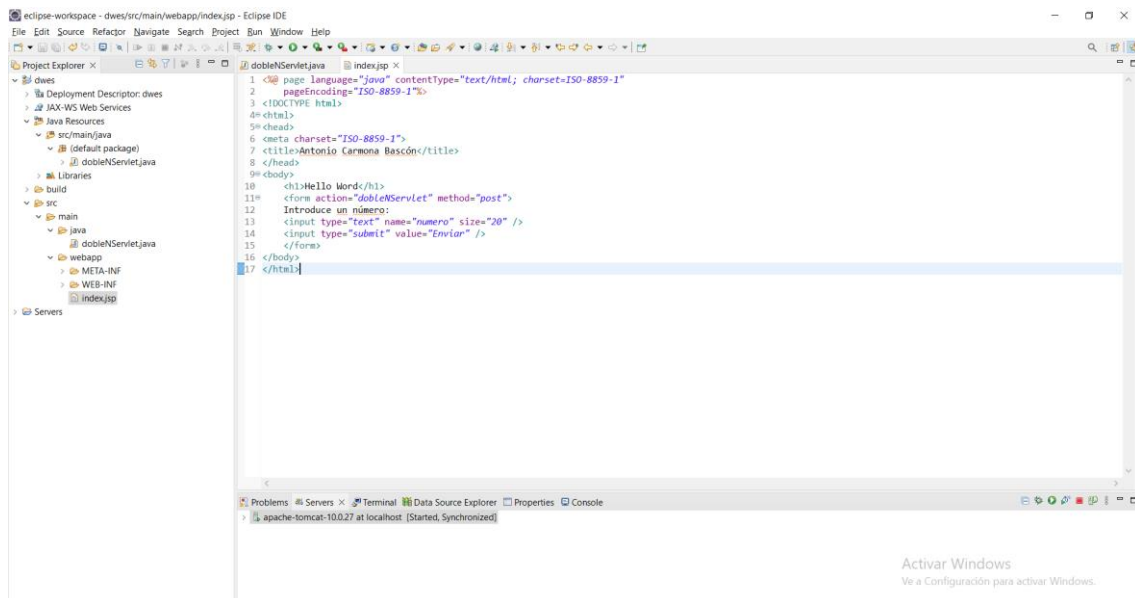 eclipse-workspace - dwes/src/main/webapp/index.jsp - Eclipse IDE
File Edit Source Refactor Navigate Search Project Run Window Help
Project Explorer
dwes
Deployment Descriptor: dwes
JAX-WS Web Services
Java Resources
src/main/java
(default package)
dobleNServlet.java
Libraries
build
src
main
java
dobleNServlet.java
webapp
META-INF
WEB-INF
index.jsp
Servers
dobleNServlet.java index.jsp
1 <%@ page language="java" contentType="text/html; charset=ISO-8859-1"
2 pageEncoding="ISO-8859-1"%>
3 <!DOCTYPE html>
4 <html>
5 <head>
6 <meta charset="ISO-8859-1">
7 <title>Antonio Carmona Bascón</title>
8 </head>
9 <body>
10 <h1>Hello Word</h1>
11 <form action="dobleNServlet" method="post">
12 Introduce un número:
13 <input type="text" name="numero" size="20" />
14 <input type="submit" value="Enviar" />
15 </form>
16 </body>
17 </html>
Problems Servers Terminal Data Source Explorer Properties Console
apache-tomcat-10.0.27 at localhost [Started, Synchronized]
Activar Windows
Ve a Configuración para activar Windows.